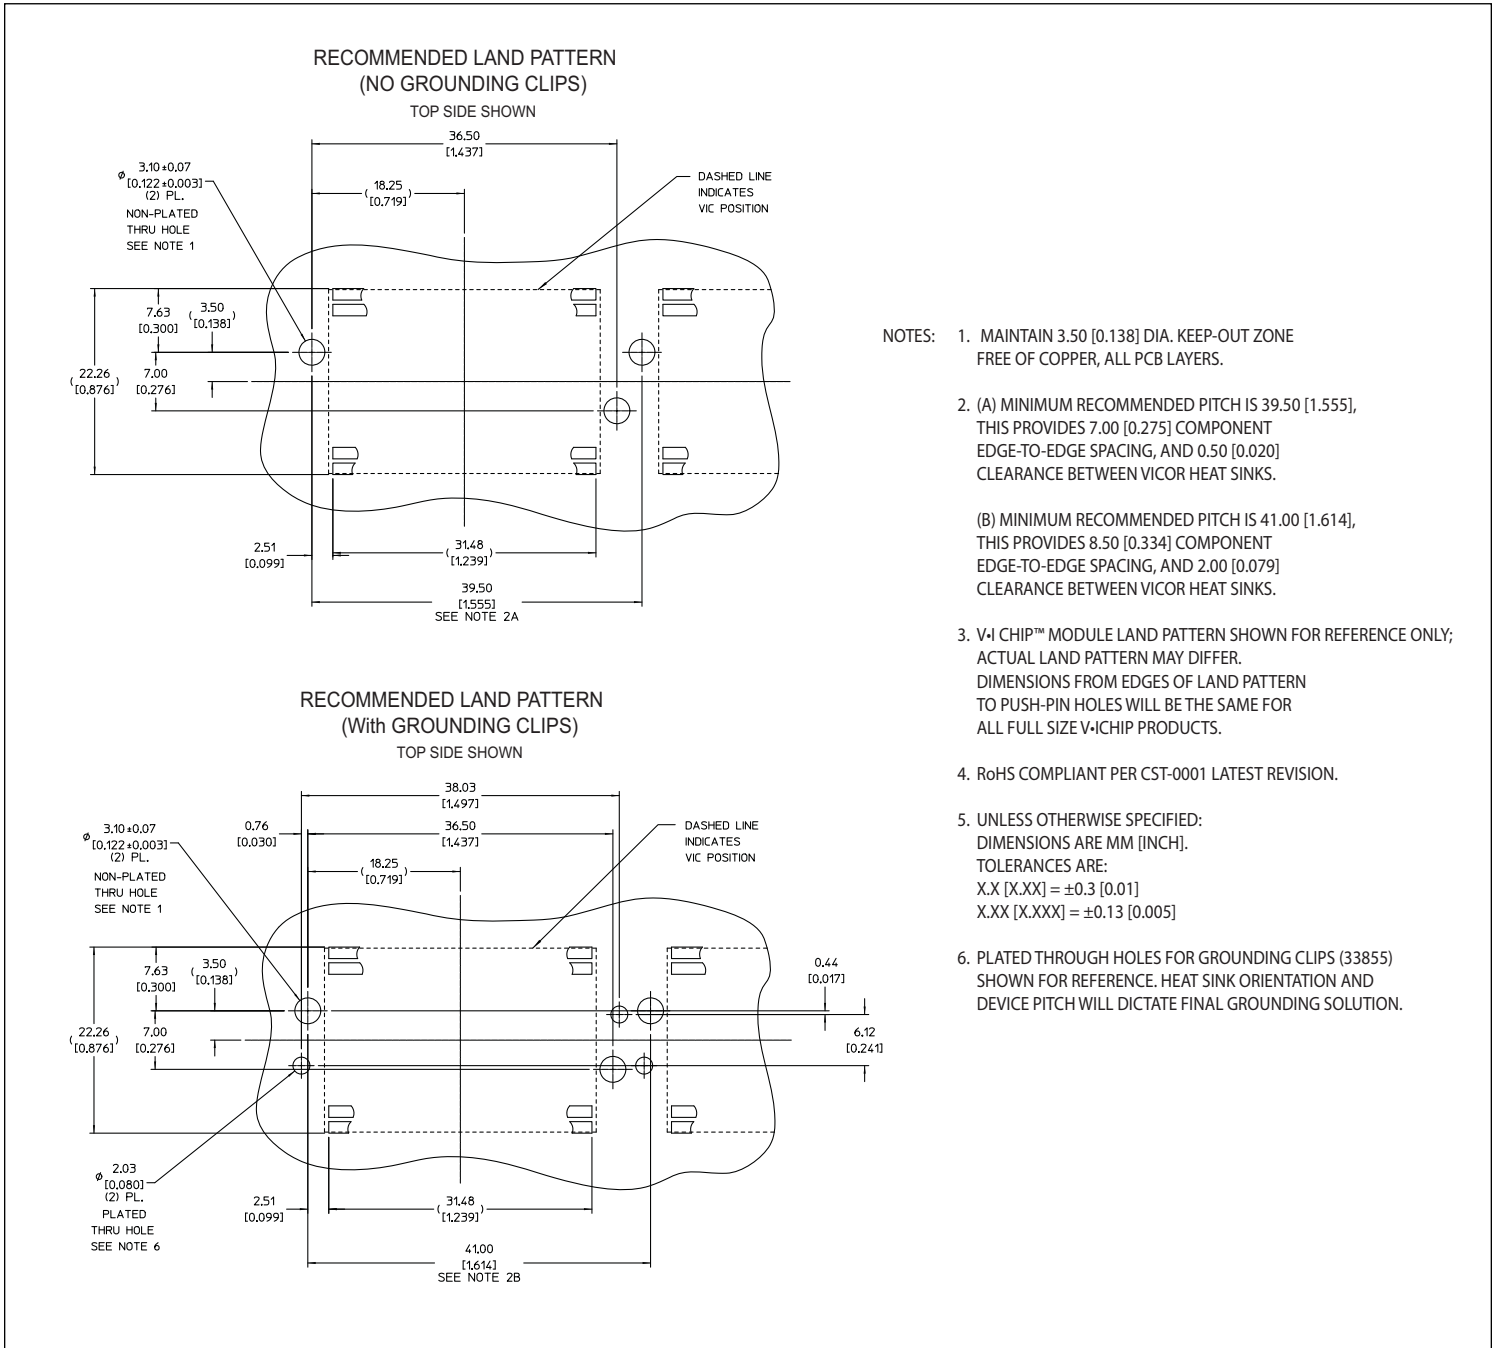 RECOMMENDED LAND PATTERN
(NO GROUNDING CLIPS)
TOP SIDE SHOWN
36.50
[1.437]
ø 3.10±0.07
[0.122±0.003]
(2) PL.
NON-PLATED
THRU HOLE
SEE NOTE 1
(18.25)
[0.719]
DASHED LINE
INDICATES
VIC POSITION
7.63
[0.300]
(3.50)
[0.138]
(22.26)
[0.876]
7.00
[0.276]
2.51
[0.099]
(31.48)
[1.239]
39.50
[1.555]
SEE NOTE 2A
RECOMMENDED LAND PATTERN
(With GROUNDING CLIPS)
TOP SIDE SHOWN
38.03
[1.497]
ø 3.10±0.07
[0.122±0.003]
(2) PL.
NON-PLATED
THRU HOLE
SEE NOTE 1
0.76
[0.030]
36.50
[1.437]
(18.25)
[0.719]
DASHED LINE
INDICATES
VIC POSITION
7.63
[0.300]
(3.50)
[0.138]
0.44
[0.017]
(22.26)
[0.876]
7.00
[0.276]
6.12
[0.241]
ø 2.03
[0.080]
(2) PL.
PLATED
THRU HOLE
SEE NOTE 6
2.51
[0.099]
(31.48)
[1.239]
41.00
[1.614]
SEE NOTE 2B
NOTES: 1. MAINTAIN 3.50 [0.138] DIA. KEEP-OUT ZONE
FREE OF COPPER, ALL PCB LAYERS.
2. (A) MINIMUM RECOMMENDED PITCH IS 39.50 [1.555],
THIS PROVIDES 7.00 [0.275] COMPONENT
EDGE-TO-EDGE SPACING, AND 0.50 [0.020]
CLEARANCE BETWEEN VICOR HEAT SINKS.
(B) MINIMUM RECOMMENDED PITCH IS 41.00 [1.614],
THIS PROVIDES 8.50 [0.334] COMPONENT
EDGE-TO-EDGE SPACING, AND 2.00 [0.079]
CLEARANCE BETWEEN VICOR HEAT SINKS.
3. V•I CHIP™ MODULE LAND PATTERN SHOWN FOR REFERENCE ONLY;
ACTUAL LAND PATTERN MAY DIFFER.
DIMENSIONS FROM EDGES OF LAND PATTERN
TO PUSH-PIN HOLES WILL BE THE SAME FOR
ALL FULL SIZE V•ICHIP PRODUCTS.
4. RoHS COMPLIANT PER CST-0001 LATEST REVISION.
5. UNLESS OTHERWISE SPECIFIED:
DIMENSIONS ARE MM [INCH].
TOLERANCES ARE:
X.X [X.XX] = ±0.3 [0.01]
X.XX [X.XXX] = ±0.13 [0.005]
6. PLATED THROUGH HOLES FOR GROUNDING CLIPS (33855)
SHOWN FOR REFERENCE. HEAT SINK ORIENTATION AND
DEVICE PITCH WILL DICTATE FINAL GROUNDING SOLUTION.